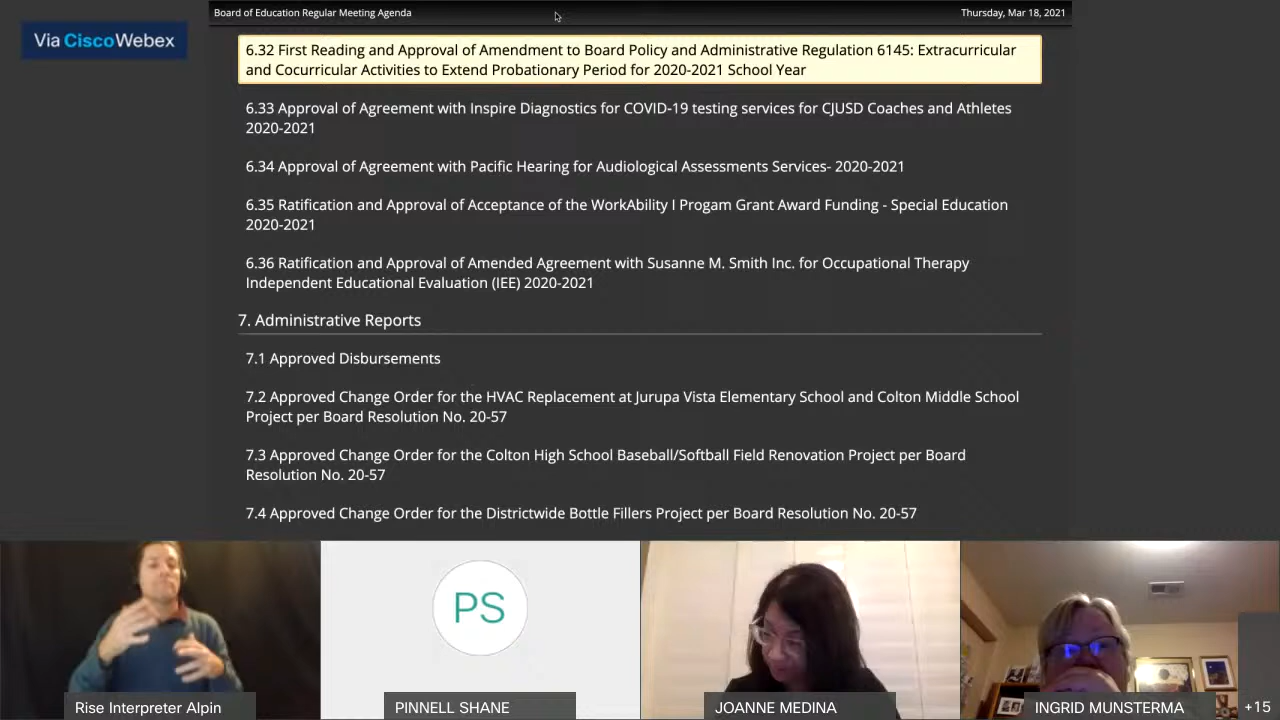 Board of Education Regular Meeting Agenda
Thursday, Mar 18, 2021
Via Cisco Webex
6.32 First Reading and Approval of Amendment to Board Policy and Administrative Regulation 6145: Extracurricular
and Cocurricular Activities to Extend Probationary Period for 2020-2021 School Year
6.33 Approval of Agreement with Inspire Diagnostics for COVID-19 testing services for CJUSD Coaches and Athletes
2020-2021
6.34 Approval of Agreement with Pacific Hearing for Audiological Assessments Services- 2020-2021
6.35 Ratification and Approval of Acceptance of the WorkAbility I Progam Grant Award Funding - Special Education
2020-2021
6.36 Ratification and Approval of Amended Agreement with Susanne M. Smith Inc. for Occupational Therapy
Independent Educational Evaluation (IEE) 2020-2021
7. Administrative Reports
7.1 Approved Disbursements
7.2 Approved Change Order for the HVAC Replacement at Jurupa Vista Elementary School and Colton Middle School
Project per Board Resolution No. 20-57
7.3 Approved Change Order for the Colton High School Baseball/Softball Field Renovation Project per Board
Resolution No. 20-57
7.4 Approved Change Order for the Districtwide Bottle Fillers Project per Board Resolution No. 20-57
PS
Rise Interpreter Alpin
PINNELL SHANE
JOANNE MEDINA
INGRID MUNSTERMA
+15